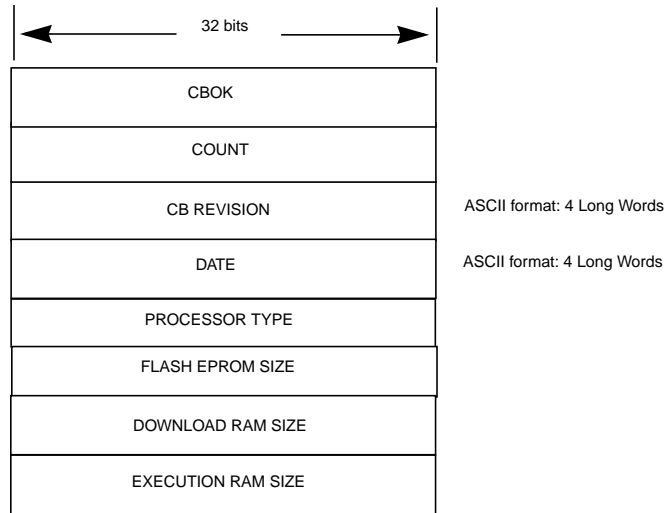 32 bits
CBOK
COUNT
CB REVISION
ASCII format: 4 Long Words
DATE
ASCII format: 4 Long Words
PROCESSOR TYPE
FLASH EPROM SIZE
DOWNLOAD RAM SIZE
EXECUTION RAM SIZE